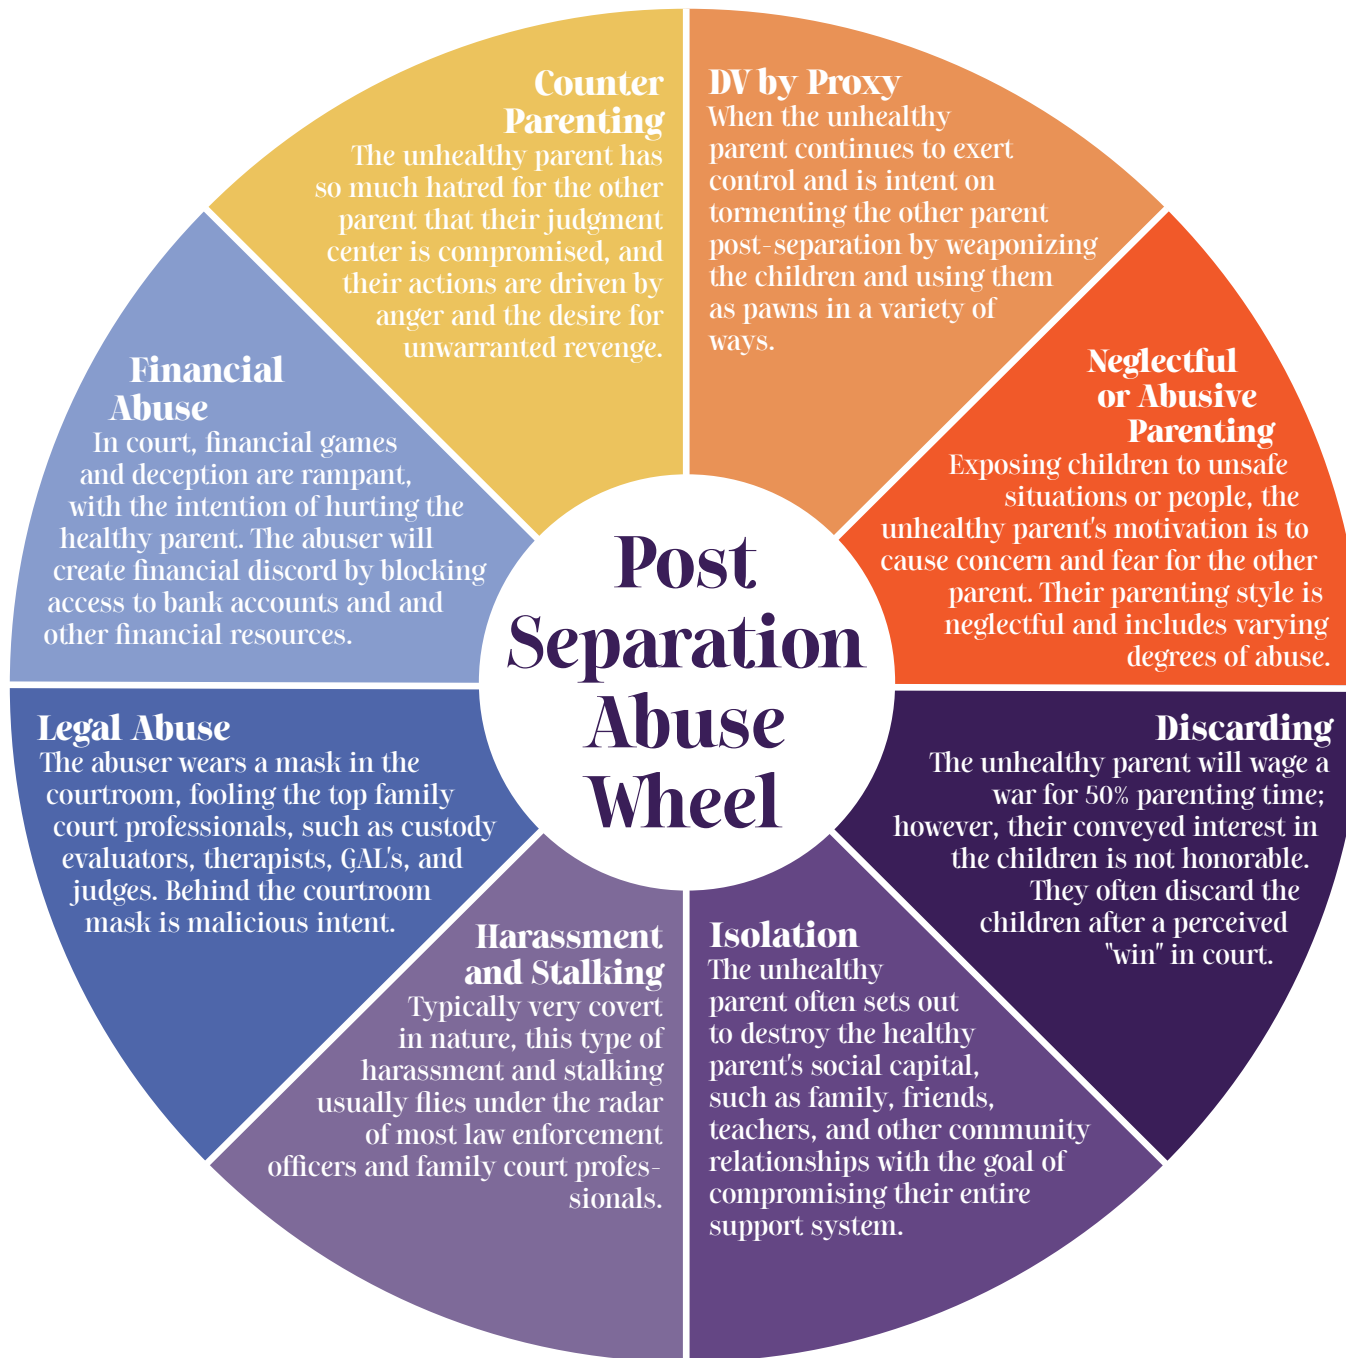 Post
Separation
Abuse
Wheel
DV by Proxy
When the unhealthy
parent continues to exert
control and is intent on
tormenting the other parent
post-separation by weaponizing
the children and using them
as pawns in a variety of
ways.
Neglectful
or Abusive
Parenting
Exposing children to unsafe
situations or people, the
unhealthy parent's motivation is to
cause concern and fear for the other
parent. Their parenting style is
neglectful and includes varying
degrees of abuse.
Discarding
The unhealthy parent will wage a
war for 50% parenting time;
however, their conveyed interest in
the children is not honorable.
They often discard the
children after a perceived
"win" in court.
Isolation
The unhealthy
parent often sets out
to destroy the healthy
parent's social capital,
such as family, friends,
teachers, and other community
relationships with the goal of
compromising their entire
support system.
Harassment
and Stalking
Typically very covert
in nature, this type of
harassment and stalking
usually flies under the radar
of most law enforcement
officers and family court profes-
sionals.
Legal Abuse
The abuser wears a mask in the
courtroom, fooling the top family
court professionals, such as custody
evaluators, therapists, GAL's, and
judges. Behind the courtroom
mask is malicious intent.
Financial
Abuse
In court, financial games
and deception are rampant,
with the intention of hurting the
healthy parent. The abuser will
create financial discord by blocking
access to bank accounts and and
other financial resources.
Counter
Parenting
The unhealthy parent has
so much hatred for the other
parent that their judgment
center is compromised, and
their actions are driven by
anger and the desire for
unwarranted revenge.